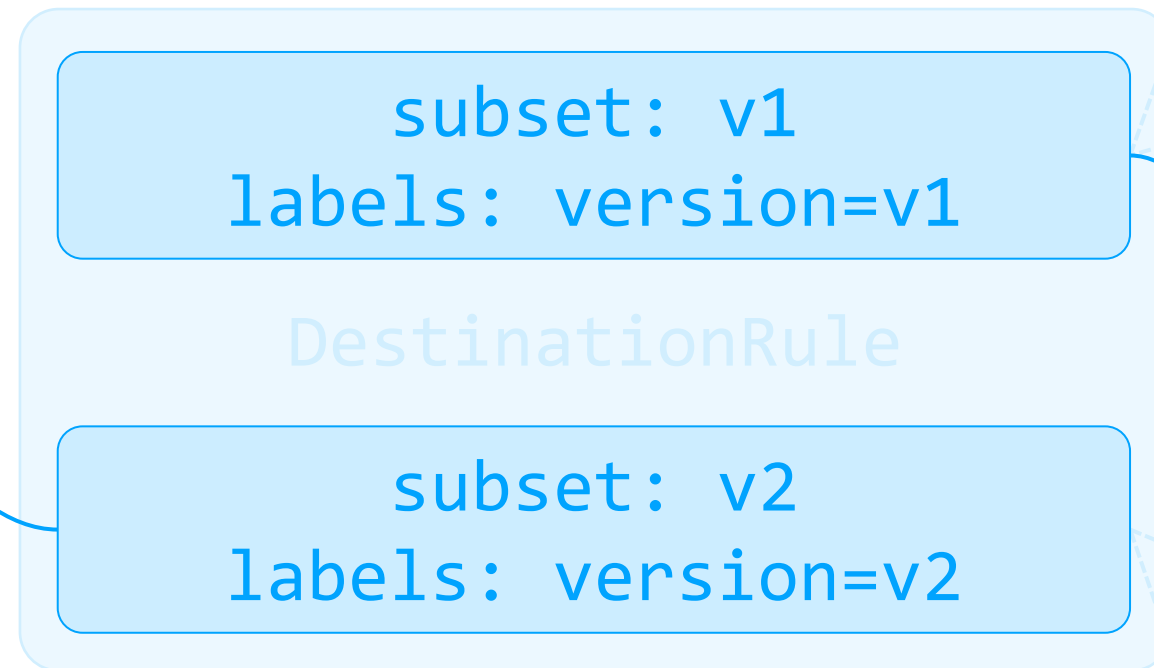 subset: v1
labels: version=v1
DestinationRule
subset: v2
labels: version=v2